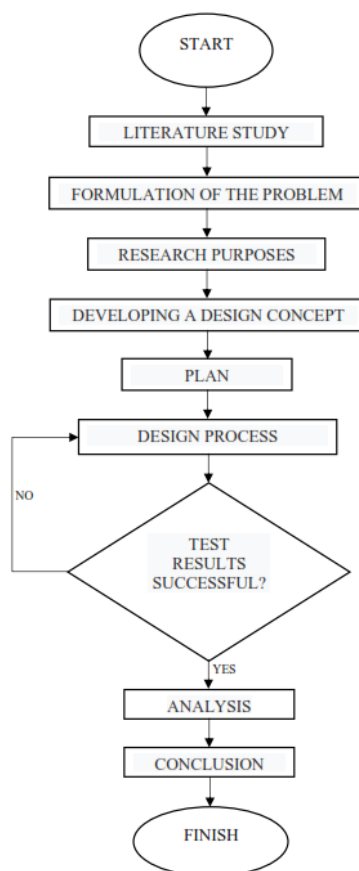 START
LITERATURE STUDY
FORMULATION OF THE PROBLEM
RESEARCH PURPOSES
DEVELOPING A DESIGN CONCEPT
PLAN
DESIGN PROCESS
NO
TEST
RESULTS
SUCCESSFUL?
YES
ANALYSIS
CONCLUSION
FINISH